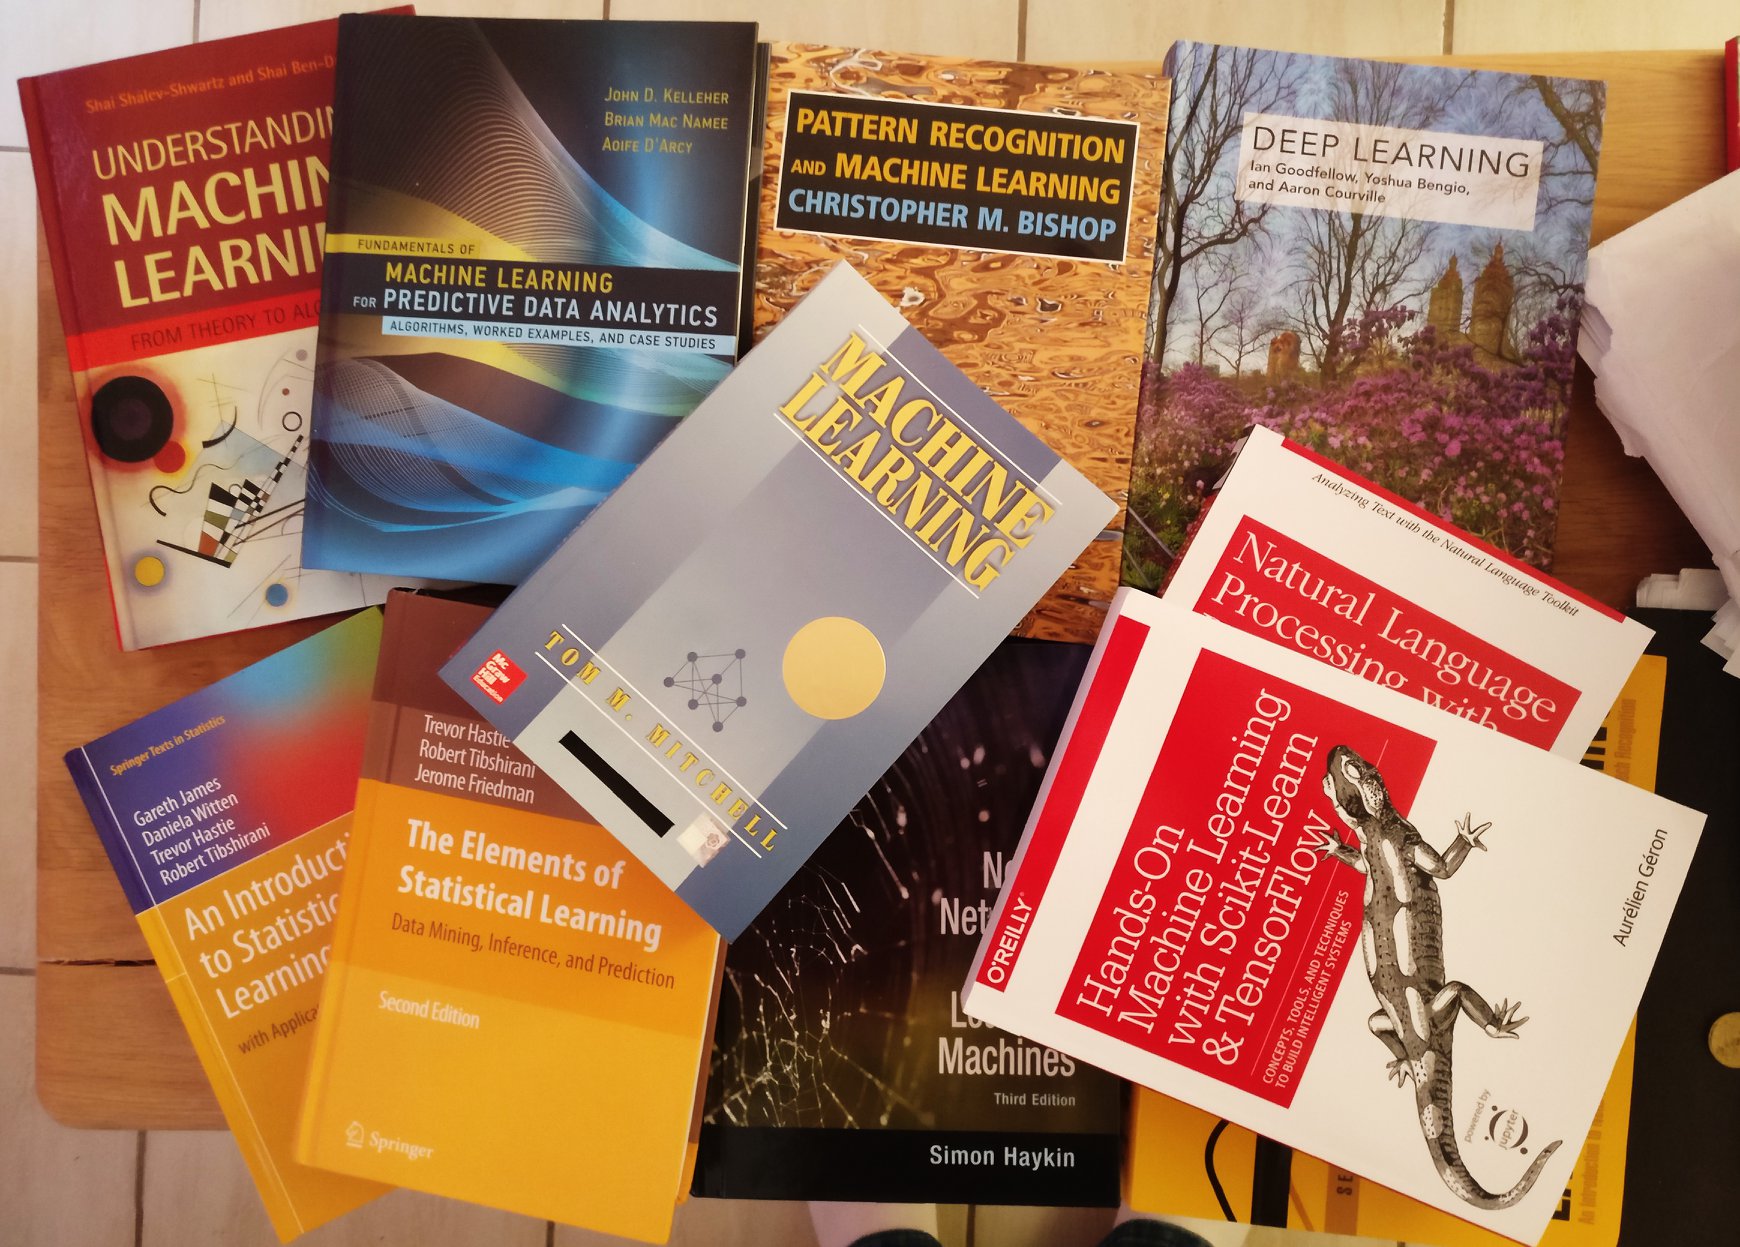 Shai Shalev-Shwartz and Shai Ben-D
UNDERSTANDIN
MACHIN
LEARNI
FROM THEORY TO ALG
JOHN D. KELLEHER
BRIAN MAC NAMEE
AOIFE D'ARCY
FUNDAMENTALS OF
MACHINE LEARNING
FOR PREDICTIVE DATA ANALYTICS
ALGORITHMS, WORKED EXAMPLES, AND CASE STUDIES
PATTERN RECOGNITION
AND MACHINE LEARNING
CHRISTOPHER M. BISHOP
DEEP LEARNING
Ian Goodfellow, Yoshua Bengio,
and Aaron Courville
MACHINE
LEARNING
TOM M. MITCHELL
Mc
Graw
Hill
Education
Analyzing Text with the Natural Language Toolkit
Natural Language
Processing with
Springer Texts in Statistics
Gareth James
Daniela Witten
Trevor Hastie
Robert Tibshirani
An Introducti
to Statistic
Learning
with Applica
Trevor Hastie
Robert Tibshirani
Jerome Friedman
The Elements of
Statistical Learning
Data Mining, Inference, and Prediction
Second Edition
Springer
Ne
Net
Le
Machines
Third Edition
Simon Haykin
O'REILLY®
Hands-On
Machine Learning
with Scikit-Learn
& TensorFlow
CONCEPTS, TOOLS, AND TECHNIQUES
TO BUILD INTELLIGENT SYSTEMS
Aurélien Géron
powered by
jupyter